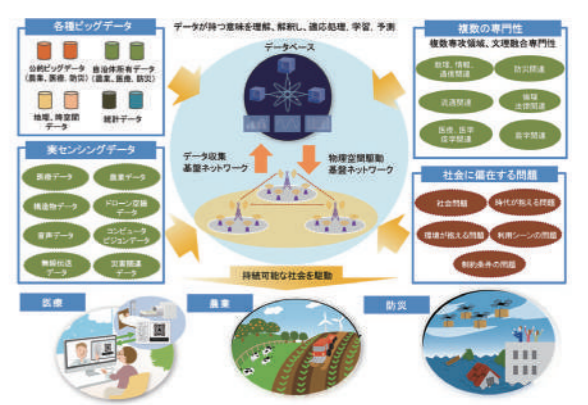 各種ビッグデータ
公的ビッグデータ
(農業、医療、防災)
自治体所有データ
(農業、医療、防災)
地理、時空間
データ
統計データ
データが持つ意味を理解、解釈し、適応処理、学習、予測
データベース
データ収集
基盤ネットワーク
物理空間駆動
基盤ネットワーク
複数の専門性
複数専攻領域、文理融合専門性
数理、情報、
通信関連
防災関連
流通関連
倫理
法律関連
医療、医学
疫学関連
農学関連
実センシングデータ
医療データ
農業データ
構造物データ
ドローン空撮
データ
音声データ
コンピュータ
ビジョンデータ
無線伝送
データ
災害関連
データ
社会に偏在する問題
社会問題
時代が抱える問題
環境が抱える問題
利用シーンの問題
制約条件の問題
持続可能な社会を駆動
医療
農業
防災